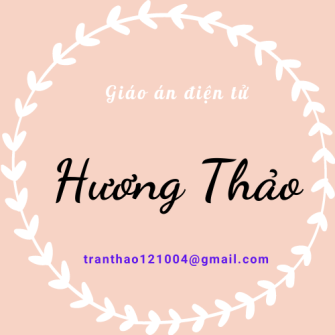 Giáo án điện tử
Hương Thảo
tranthao121004@gmail.com